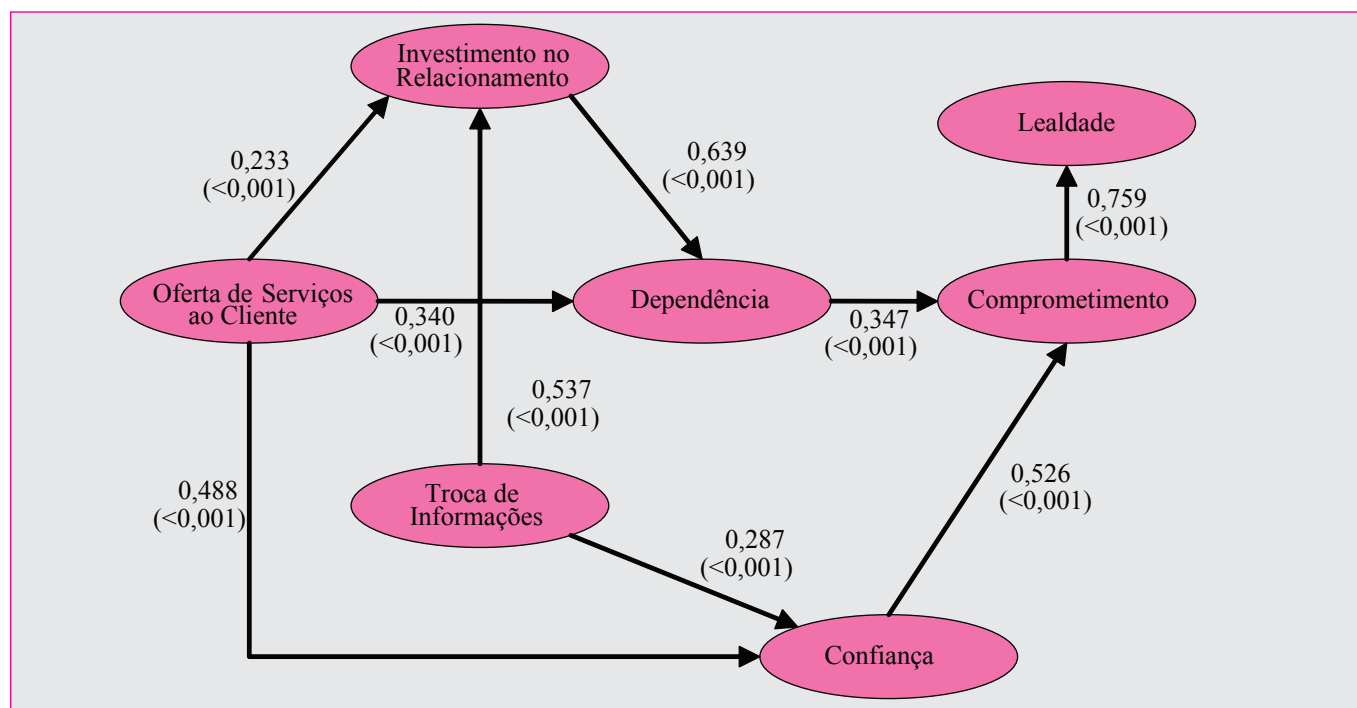 Investimento no
Relacionamento
Lealdade
0,233
(<0,001)
0,639
(<0,001)
0,759
(<0,001)
Oferta de Serviços
ao Cliente
Dependência
Comprometimento
0,340
(<0,001)
0,347
(<0,001)
0,537
(<0,001)
0,488
(<0,001)
Troca de
Informações
0,526
(<0,001)
0,287
(<0,001)
Confiança